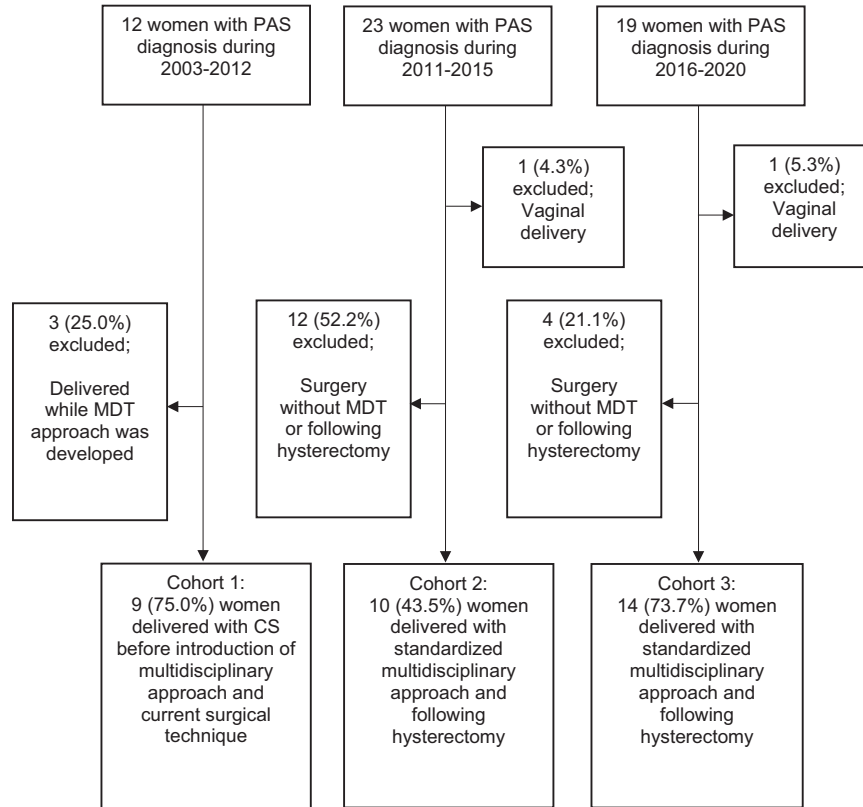 12 women with PAS
diagnosis during
2003-2012
23 women with PAS
diagnosis during
2011-2015
19 women with PAS
diagnosis during
2016-2020
1 (4.3%)
excluded;
Vaginal
delivery
1 (5.3%)
excluded;
Vaginal
delivery
3 (25.0%)
excluded;
Delivered
while MDT
approach was
developed
12 (52.2%)
excluded;
Surgery
without MDT
or following
hysterectomy
4 (21.1%)
excluded;
Surgery
without MDT
or following
hysterectomy
Cohort 1:
9 (75.0%) women
delivered with CS
before introduction of
multidisciplinary
approach and
current surgical
technique
Cohort 2:
10 (43.5%) women
delivered with
standardized
multidisciplinary
approach and
following
hysterectomy
Cohort 3:
14 (73.7%) women
delivered with
standardized
multidisciplinary
approach and
following
hysterectomy